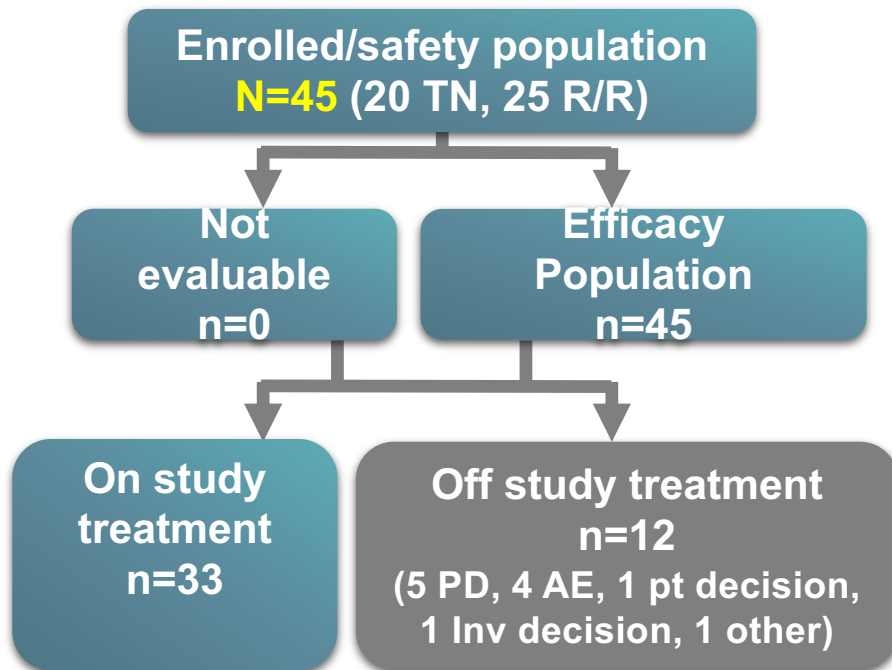 Enrolled/safety population
N=45 (20 TN, 25 R/R)
Not
evaluable
n=0
Efficacy
Population
n=45
On study
treatment
n=33
Off study treatment
n=12
(5 PD, 4 AE, 1 pt decision,
1 Inv decision, 1 other)